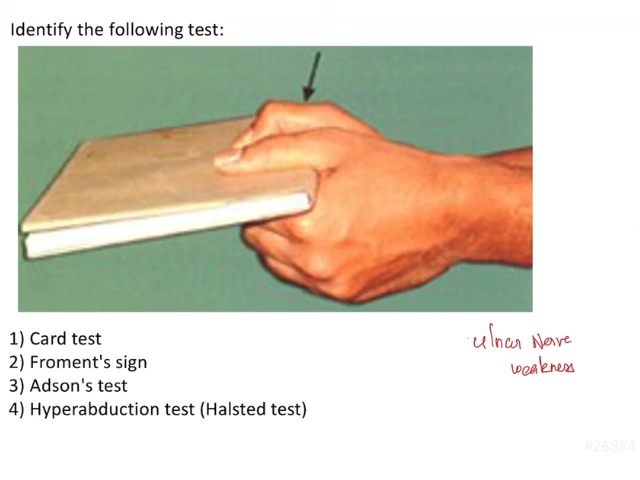 Identify the following test:
1) Card test
2) Froment's sign
3) Adson's test
4) Hyperabduction test (Halsted test)
Ulnar Nerve
weakness
#26884